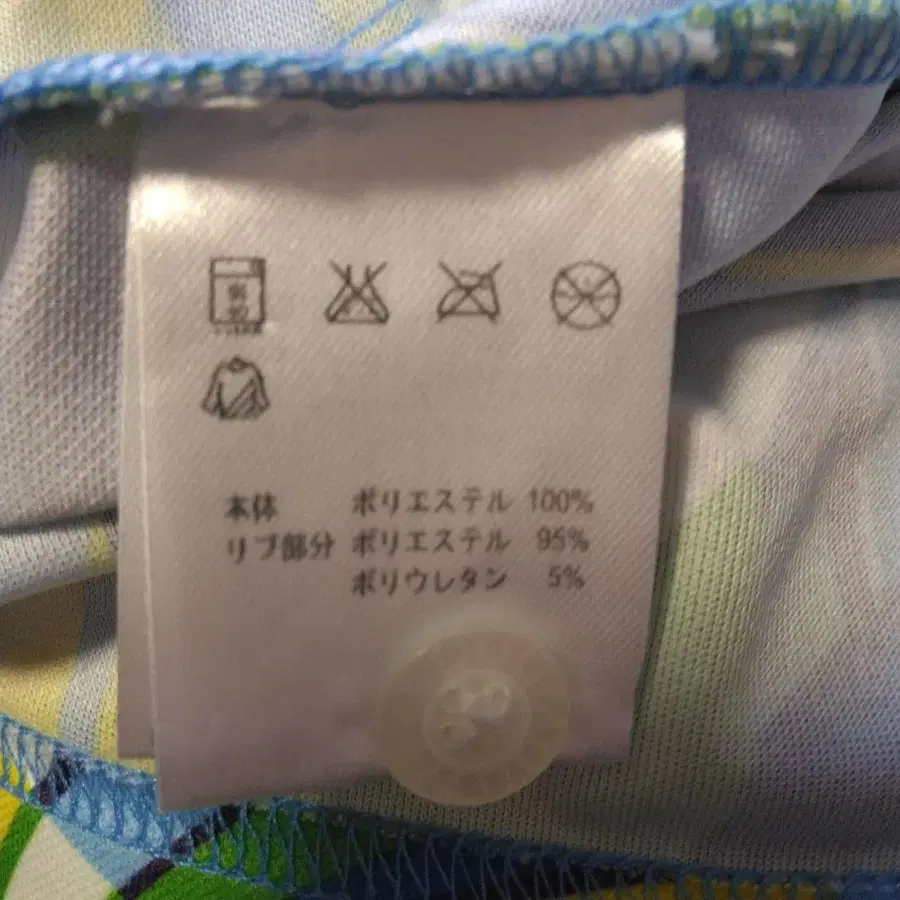 本体 ポリエステル 100%
リブ部分 ポリエステル 95%
ポリウレタン 5%